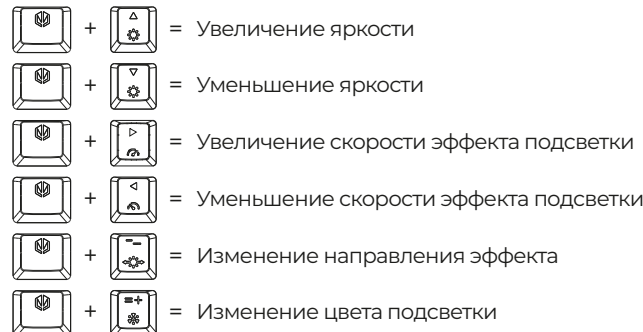 + = Увеличение яркости
+ = Уменьшение яркости
+ = Увеличение скорости эффекта подсветки
+ = Уменьшение скорости эффекта подсветки
+ = Изменение направления эффекта
+ = Изменение цвета подсветки